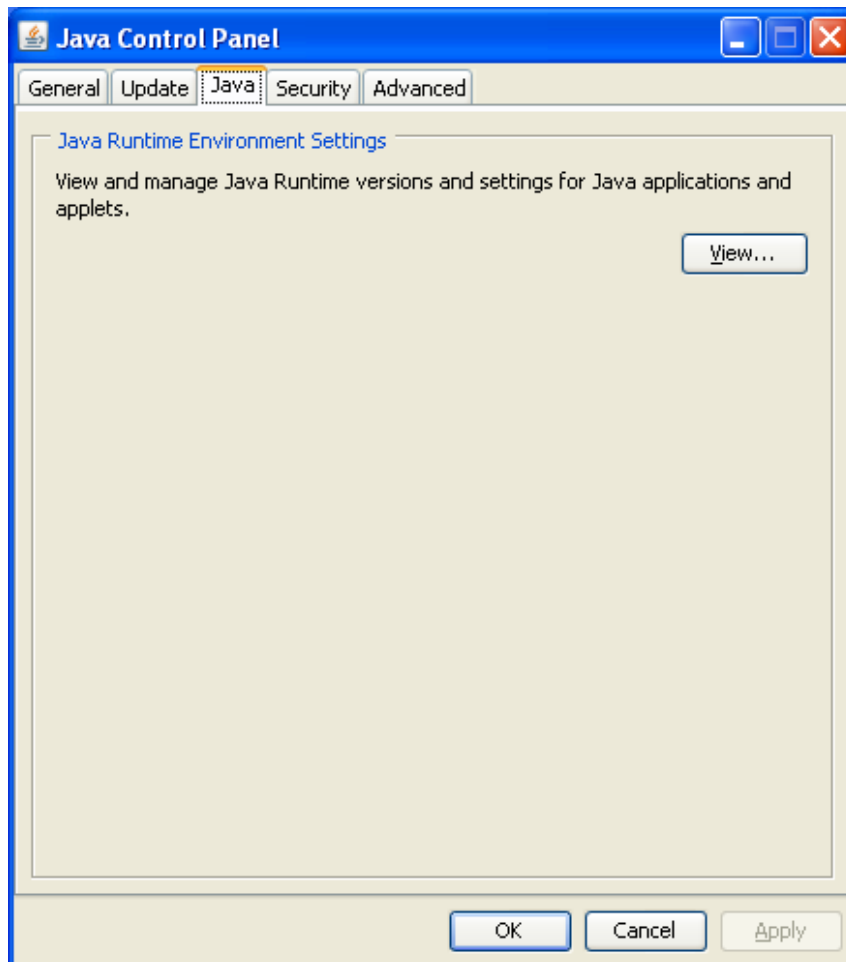 Java Control Panel
General Update Java Security Advanced
Java Runtime Environment Settings
View and manage Java Runtime versions and settings for Java applications and
applets.
View...
OK Cancel Apply